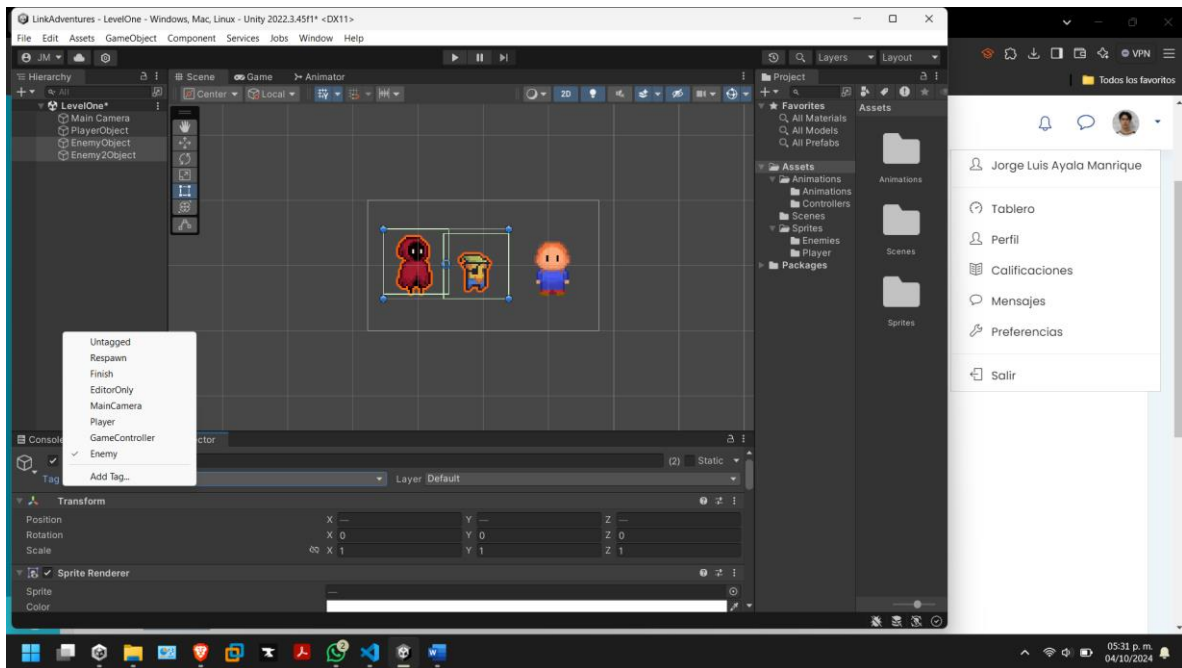 LinkAdventures - LevelOne - Windows, Mac, Linux - Unity 2022.3.45f1* <DX11>
File Edit Assets GameObject Component Services Jobs Window Help
JM
Layers
Layout
Hierarchy
All
LevelOne*
Main Camera
PlayerObject
EnemyObject
Enemy2Object
Scene
Game
Animator
Center
Local
2D
Project
Favorites
All Materials
All Models
All Prefabs
Assets
Animations
Animations
Controllers
Scenes
Sprites
Enemies
Player
Packages
Assets
Animations
Scenes
Sprites
Untagged
Respawn
Finish
EditorOnly
MainCamera
Player
GameController
Enemy
Add Tag...
Console
(2)
Static
Tag
Layer Default
Transform
Position X — Y — Z —
Rotation X 0 Y 0 Z 0
Scale X 1 Y 1 Z 1
Sprite Renderer
Sprite —
Color
VPN
Todos los favoritos
Jorge Luis Ayala Manrique
Tablero
Perfil
Calificaciones
Mensajes
Preferencias
Salir
2
05:31 p. m.
04/10/2024